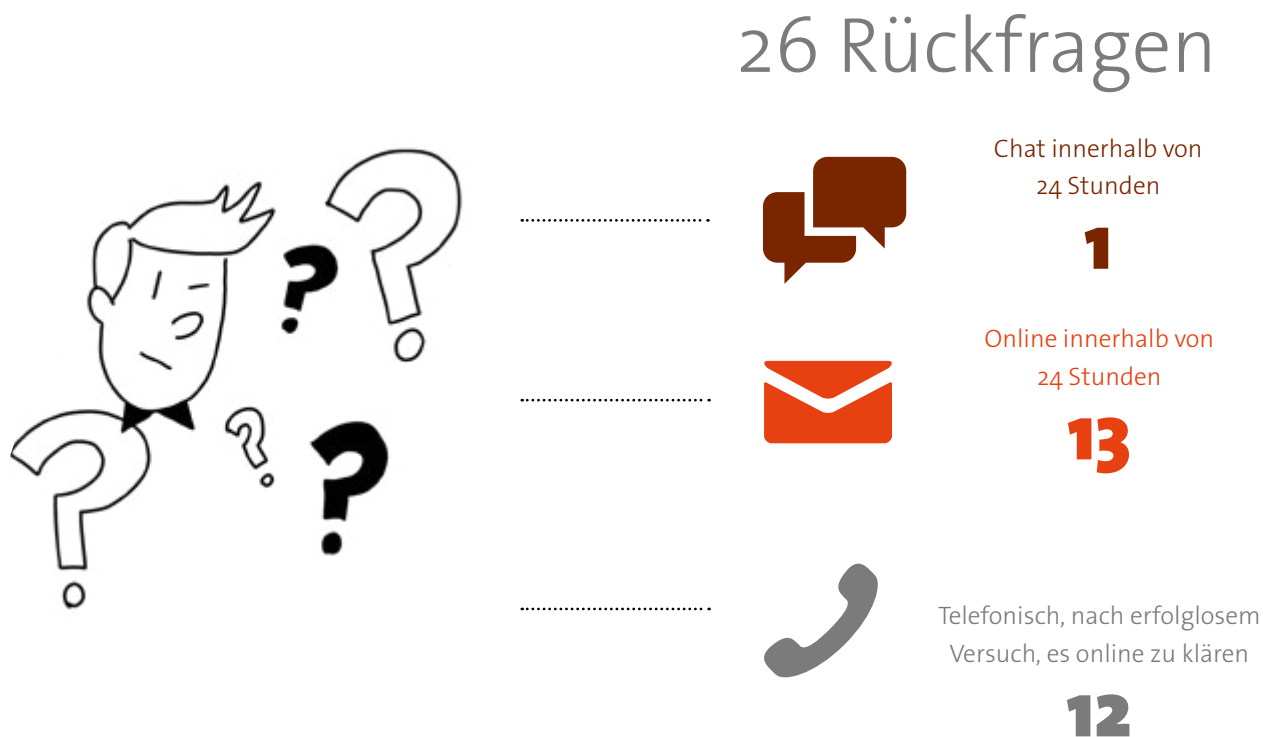 26 Rückfragen
Chat innerhalb von
24 Stunden
1
Online innerhalb von
24 Stunden
13
Telefonisch, nach erfolglosem
Versuch, es online zu klären
12